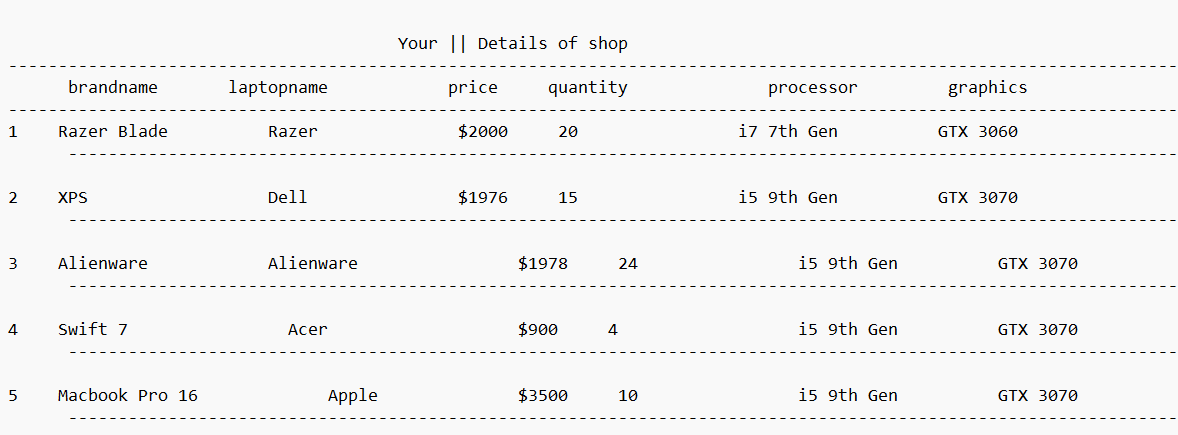 Your || Details of shop
brandname laptopname price quantity processor graphics
1 Razer Blade Razer $2000 20 i7 7th Gen GTX 3060
2 XPS Dell $1976 15 i5 9th Gen GTX 3070
3 Alienware Alienware $1978 24 i5 9th Gen GTX 3070
4 Swift 7 Acer $900 4 i5 9th Gen GTX 3070
5 Macbook Pro 16 Apple $3500 10 i5 9th Gen GTX 3070